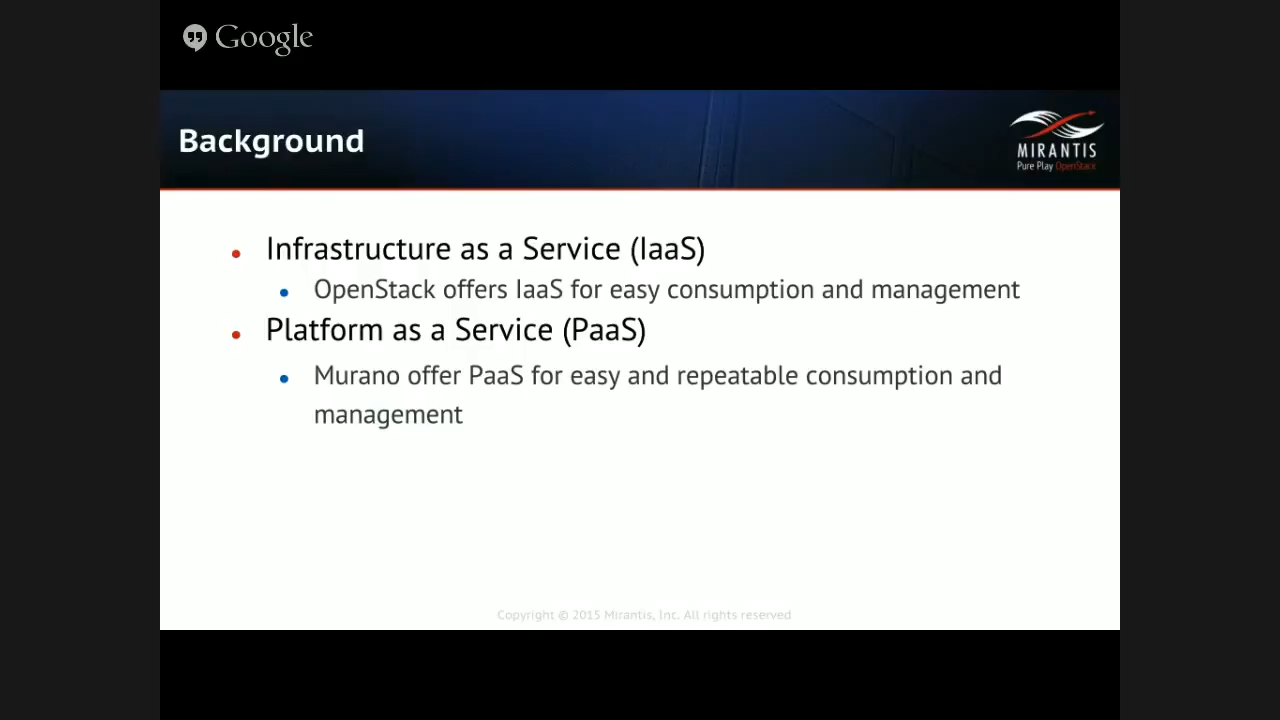 Google
Background
MIRANTIS
Pure Play OpenStack
Infrastructure as a Service (IaaS)
OpenStack offers IaaS for easy consumption and management
Platform as a Service (PaaS)
Murano offer PaaS for easy and repeatable consumption and
management
Copyright © 2015 Mirantis, Inc. All rights reserved